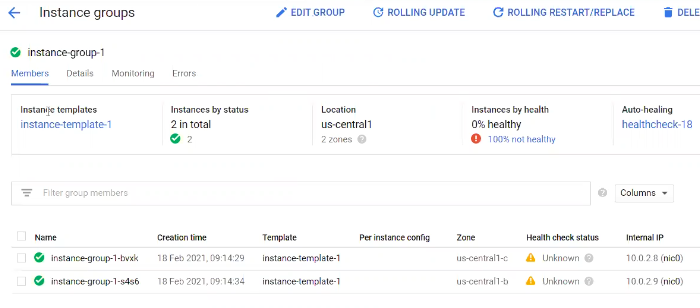 Instance groups EDIT GROUP ROLLING UPDATE ROLLING RESTART/REPLACE DELE
instance-group-1
Members Details Monitoring Errors
Instance templates Instances by status Location Instances by health Auto-healing
instance-template-1 2 in total us-central1 0% healthy healthcheck-18
2 2 zones 100% not healthy
Filter group members Columns
Name Creation time Template Per instance config Zone Health check status Internal IP
instance-group-1-bvxk 18 Feb 2021, 09:14:29 instance-template-1 us-central1-c Unknown 10.0.2.8 (nic0)
instance-group-1-s4s6 18 Feb 2021, 09:14:34 instance-template-1 us-central1-b Unknown 10.0.2.9 (nic0)